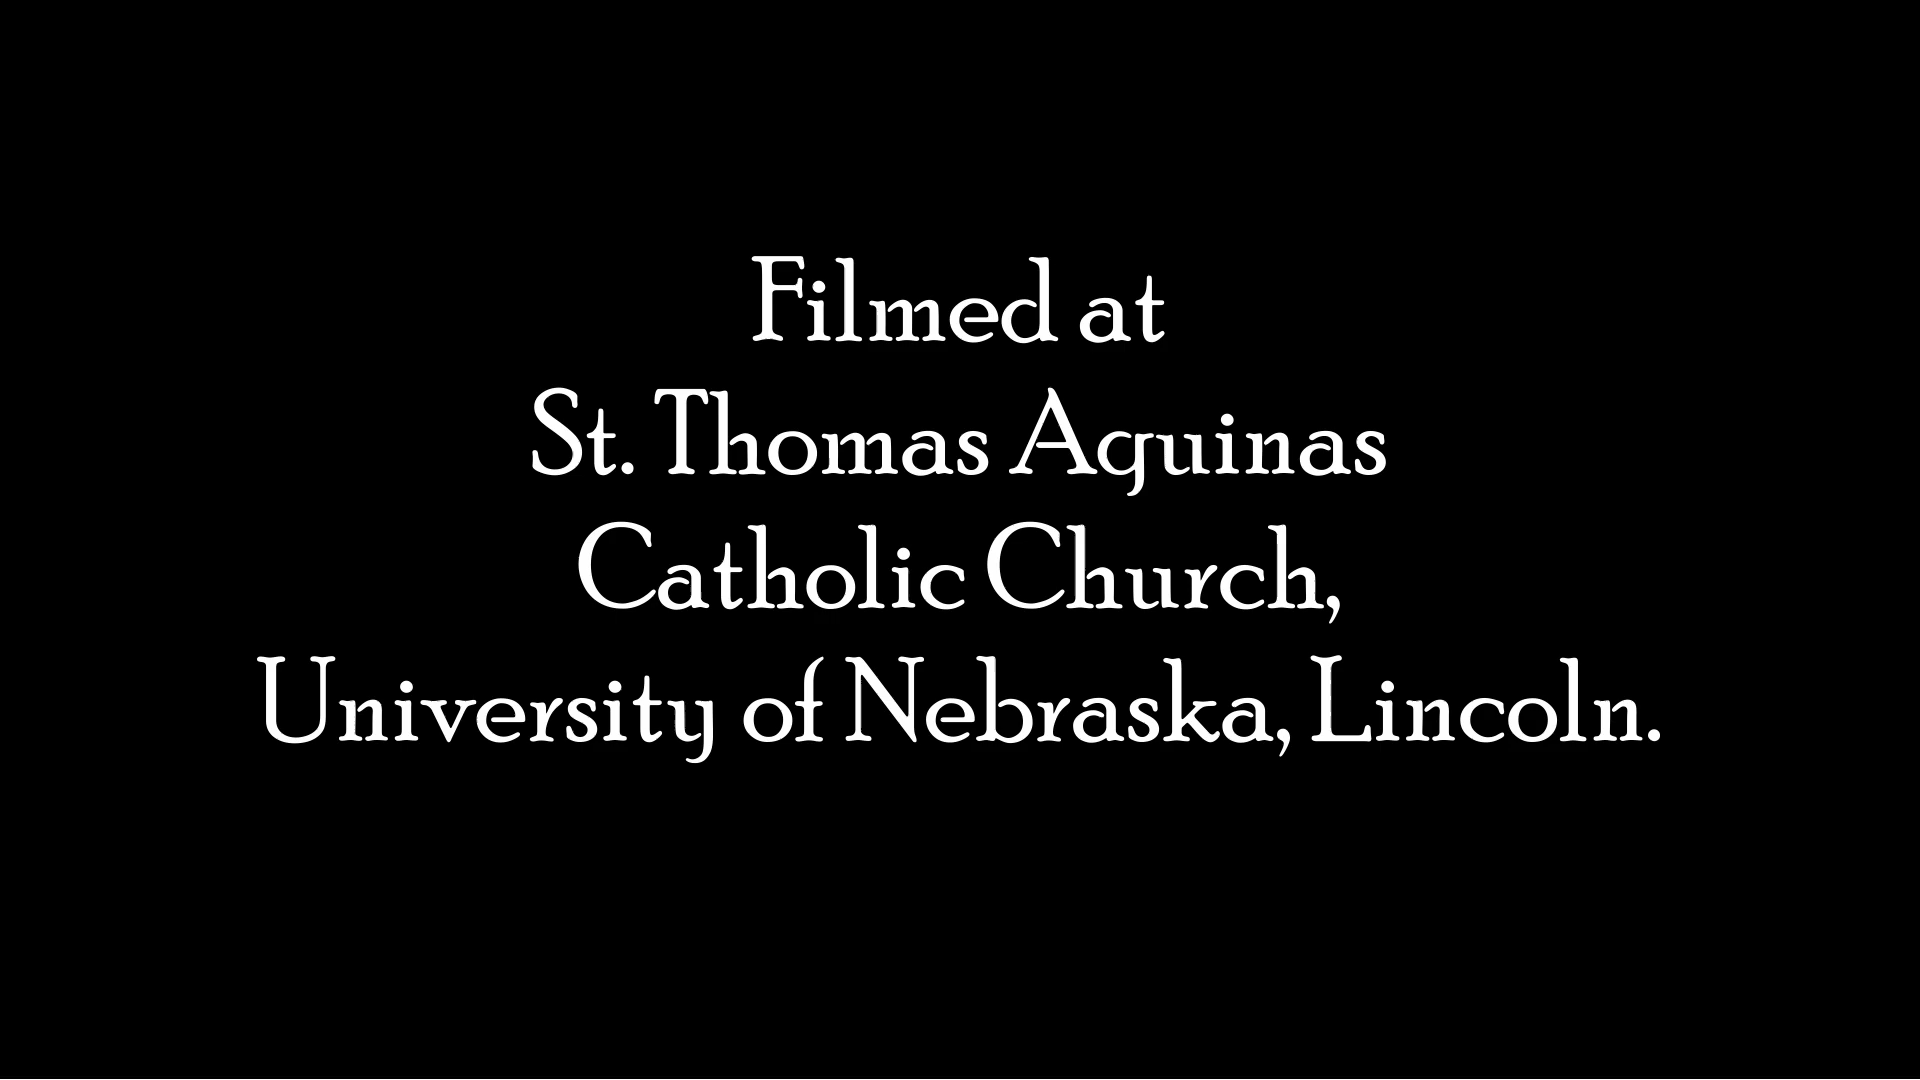 Filmed at
St. Thomas Aquinas
Catholic Church,
University of Nebraska, Lincoln.